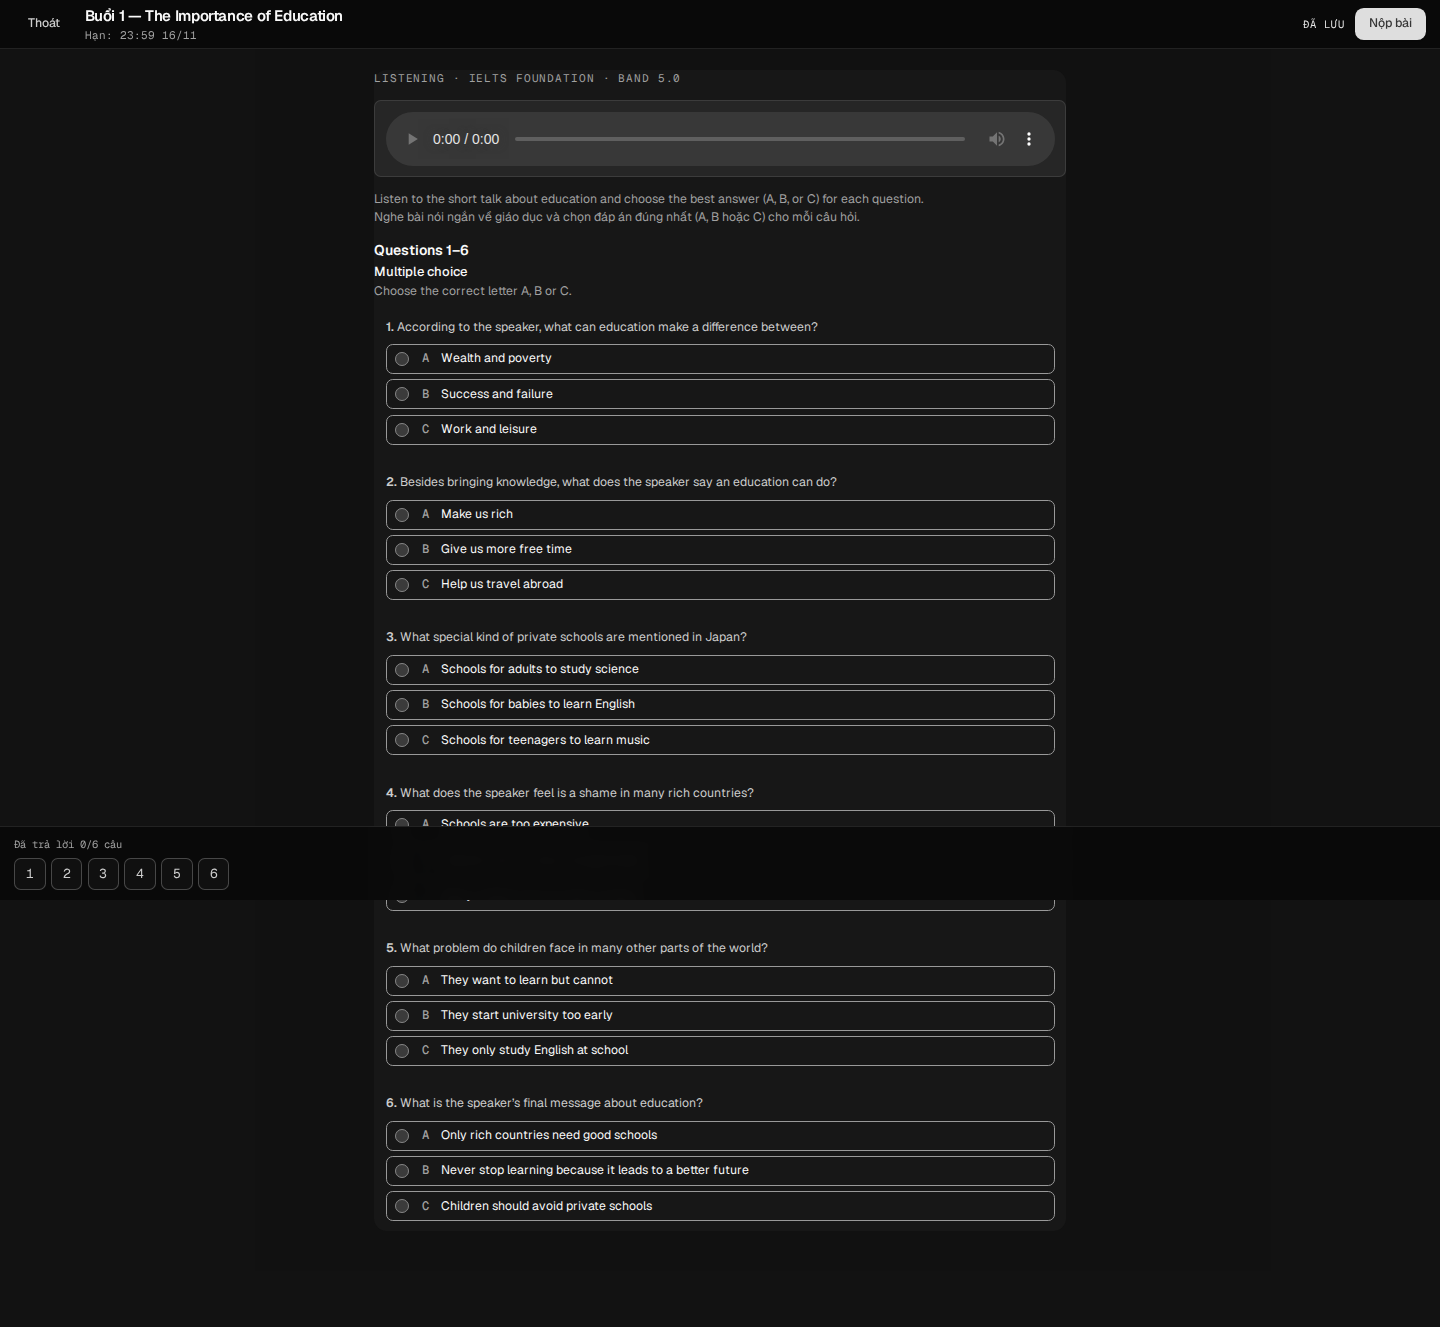 Thoát
Buổi 1 — The Importance of Education
Hạn: 23:59 16/11
ĐÃ LƯU
Nộp bài
LISTENING · IELTS FOUNDATION · BAND 5.0
0:00 / 0:00
Listen to the short talk about education and choose the best answer (A, B, or C) for each question.
Nghe bài nói ngắn về giáo dục và chọn đáp án đúng nhất (A, B hoặc C) cho mỗi câu hỏi.
Questions 1–6
Multiple choice
Choose the correct letter A, B or C.
1. According to the speaker, what can education make a difference between?
A Wealth and poverty
B Success and failure
C Work and leisure
2. Besides bringing knowledge, what does the speaker say an education can do?
A Make us rich
B Give us more free time
C Help us travel abroad
3. What special kind of private schools are mentioned in Japan?
A Schools for adults to study science
B Schools for babies to learn English
C Schools for teenagers to learn music
4. What does the speaker feel is a shame in many rich countries?
A Schools are too expensive
Đã trả lời 0/6 câu
1 2 3 4 5 6
5. What problem do children face in many other parts of the world?
A They want to learn but cannot
B They start university too early
C They only study English at school
6. What is the speaker's final message about education?
A Only rich countries need good schools
B Never stop learning because it leads to a better future
C Children should avoid private schools